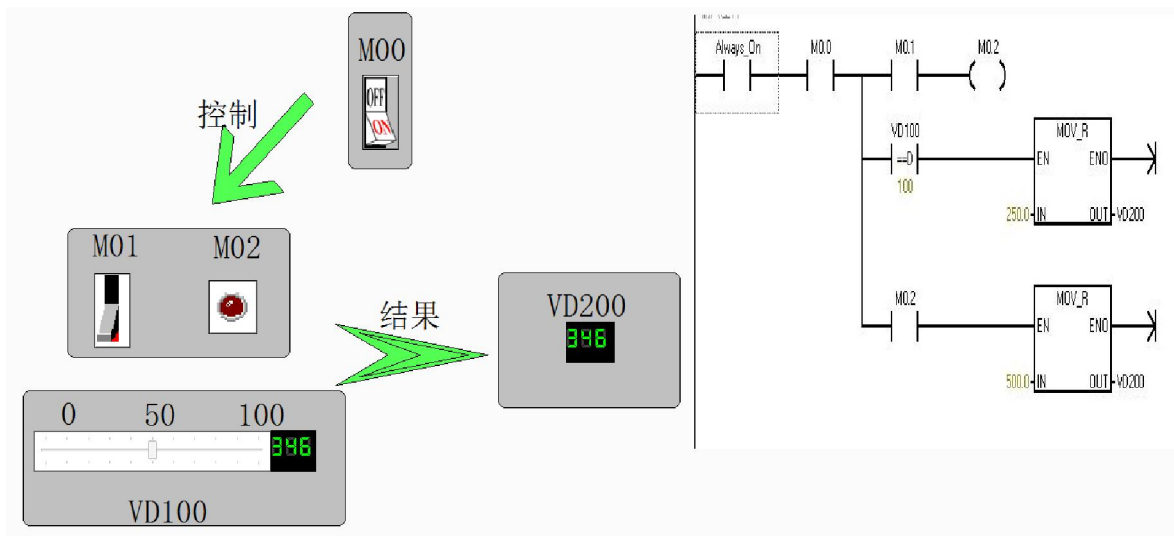 M00
OFF
ON
控制
M01 M02
结果
VD200
346
0 50 100
346
VD100
Always_On M0.0 M0.1 M0.2
VD100
==D
100
MOV_R
EN ENO
250.0 IN OUT VD200
M0.2
MOV_R
EN ENO
500.0 IN OUT VD200